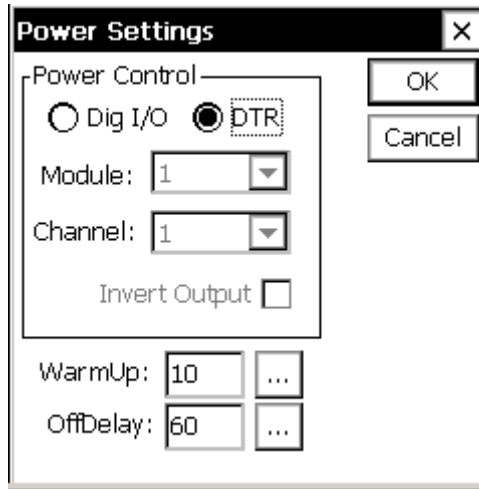 Power Settings
Power Control
OK
Dig I/O DTR
Cancel
Module: 1
Channel: 1
Invert Output
WarmUp: 10 ...
OffDelay: 60 ...